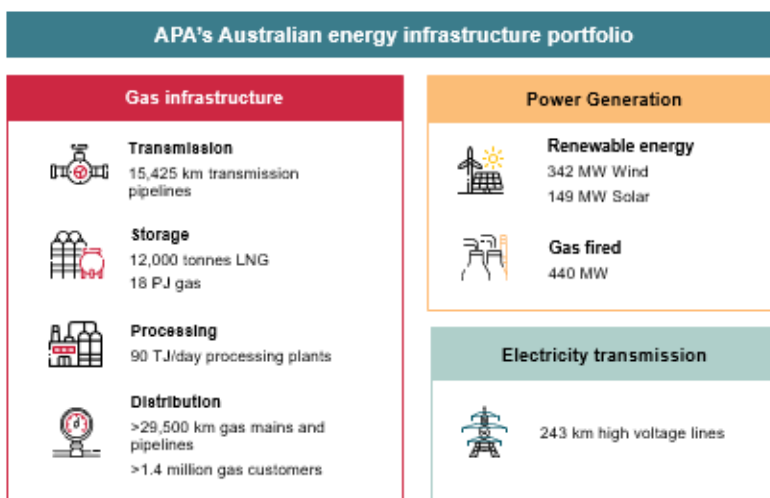 APA's Australian energy infrastructure portfolio
Gas infrastructure
Transmission
15,425 km transmission
pipelines
Storage
12,000 tonnes LNG
18 PJ gas
Processing
90 TJ/day processing plants
Distribution
>29,500 km gas mains and
pipelines
>1.4 million gas customers
Power Generation
Renewable energy
342 MW Wind
149 MW Solar
Gas fired
440 MW
Electricity transmission
243 km high voltage lines